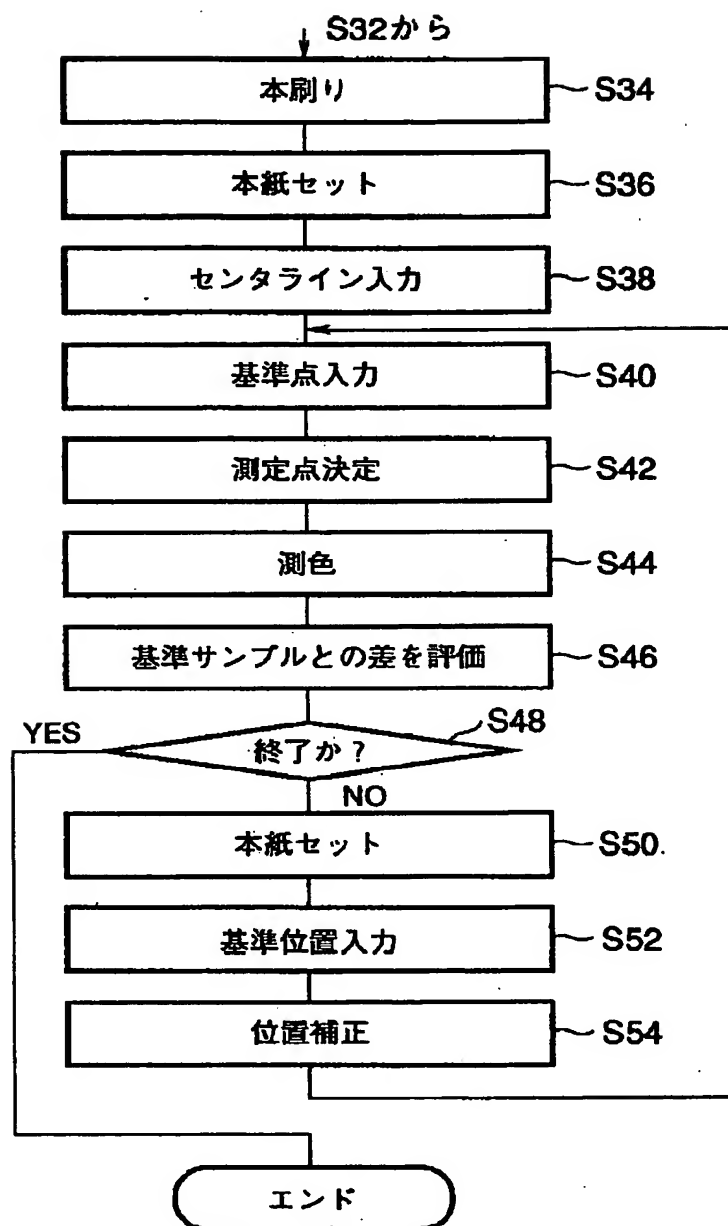 S32から
本刷り
S34
本紙セット
S36
センタライン入力
S38
基準点入力
S40
測定点決定
S42
測色
S44
基準サンプルとの差を評価
S46
YES
終了か?
S48
NO
本紙セット
S50
基準位置入力
S52
位置補正
S54
エンド